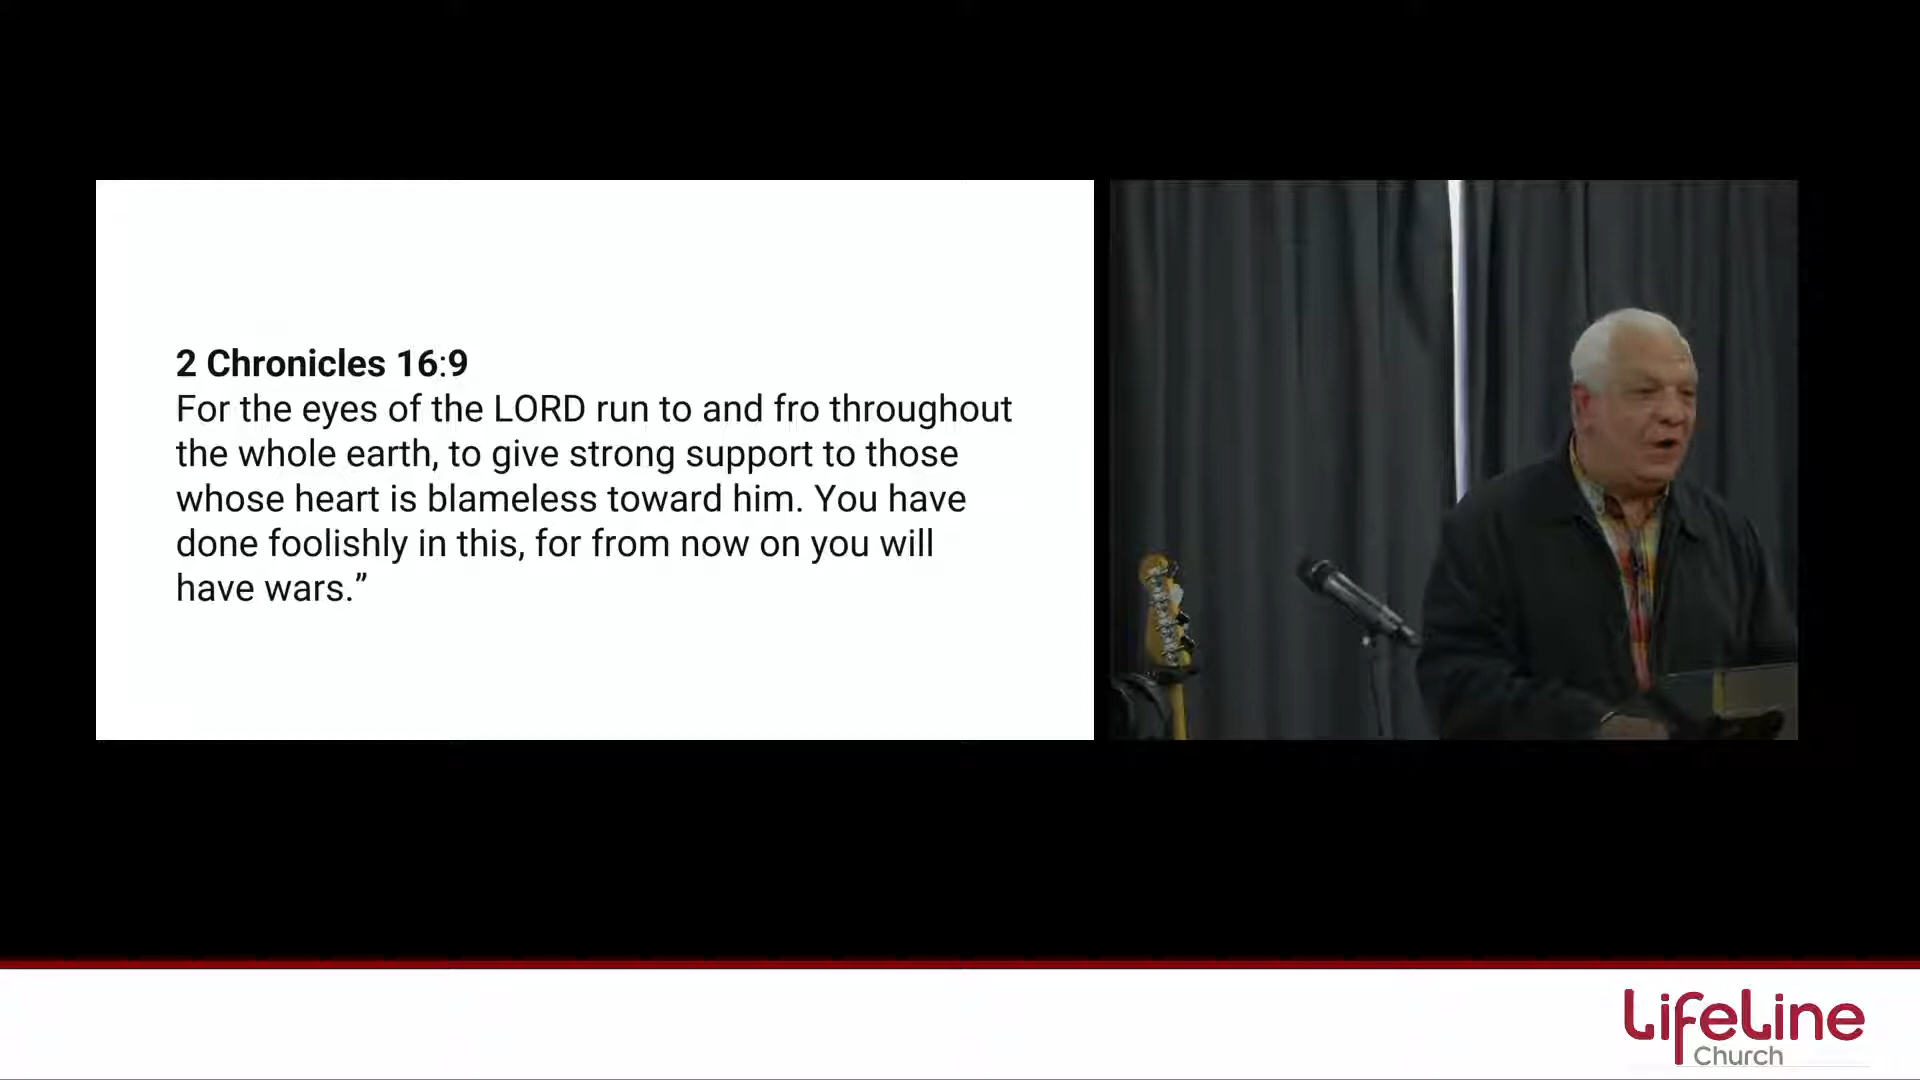 2 Chronicles 16:9
For the eyes of the LORD run to and fro throughout
the whole earth, to give strong support to those
whose heart is blameless toward him. You have
done foolishly in this, for from now on you will
have wars.”
LifeLine
Church